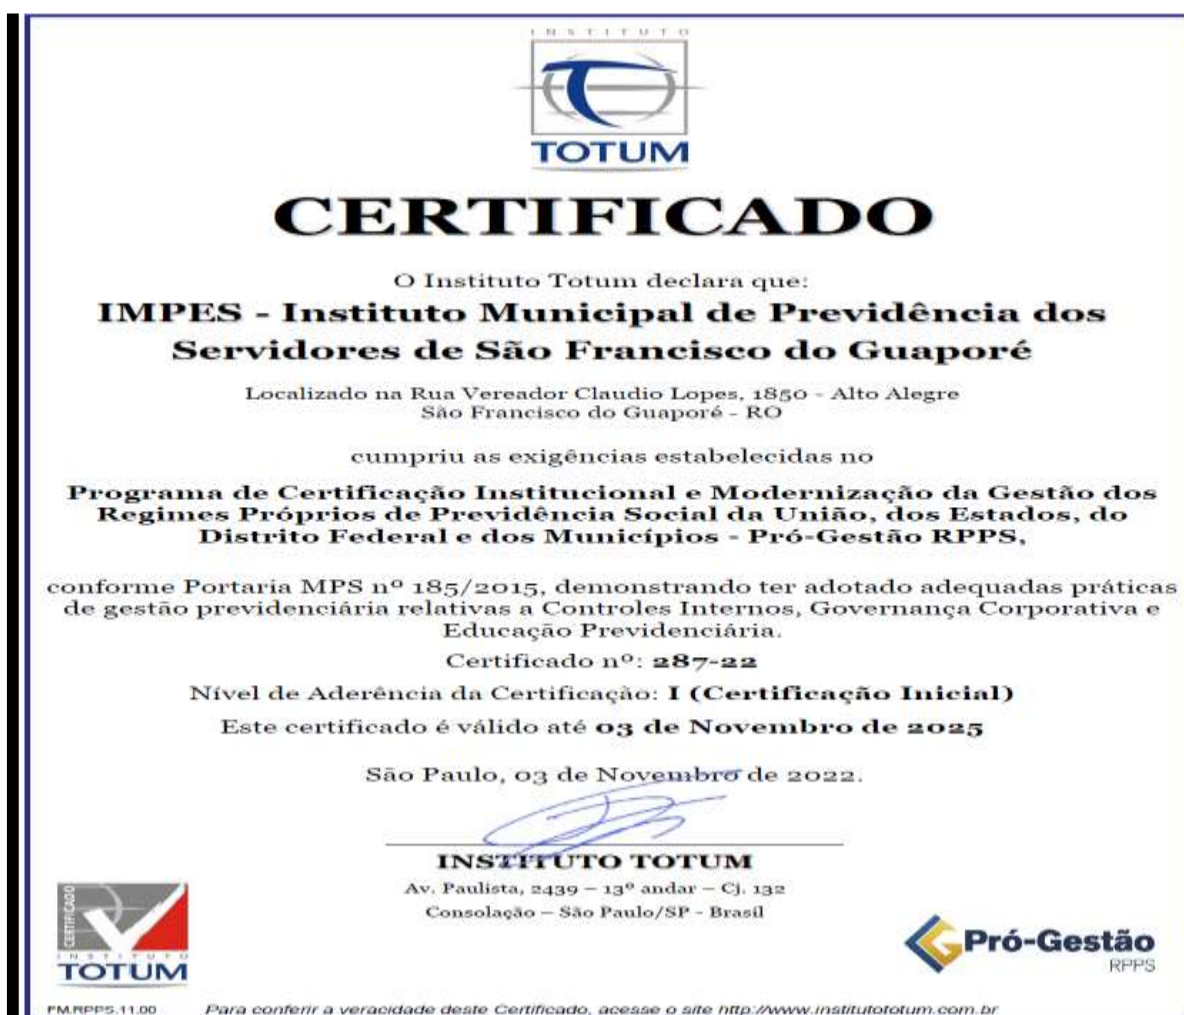 INSTITUTO
TOTUM
CERTIFICADO
O Instituto Totum declara que:
IMPES - Instituto Municipal de Previdência dos
Servidores de São Francisco do Guaporé
Localizado na Rua Vereador Claudio Lopes, 1850 - Alto Alegre
São Francisco do Guaporé - RO
cumpriu as exigências estabelecidas no
Programa de Certificação Institucional e Modernização da Gestão dos
Regimes Próprios de Previdência Social da União, dos Estados, do
Distrito Federal e dos Municípios - Pró-Gestão RPPS,
conforme Portaria MPS nº 185/2015, demonstrando ter adotado adequadas práticas
de gestão previdenciária relativas a Controles Internos, Governança Corporativa e
Educação Previdenciária.
Certificado nº: 287-22
Nível de Aderência da Certificação: I (Certificação Inicial)
Este certificado é válido até 03 de Novembro de 2025
São Paulo, 03 de Novembro de 2022.
INSTITUTO TOTUM
Av. Paulista, 2439 – 13º andar – Cj. 132
Consolação – São Paulo/SP - Brasil
CERTIFICADO
INSTITUTO
TOTUM
Pró-Gestão
RPPS
FM.RPPS.11.00
Para conferir a veracidade deste Certificado, acesse o site http://www.institutototum.com.br